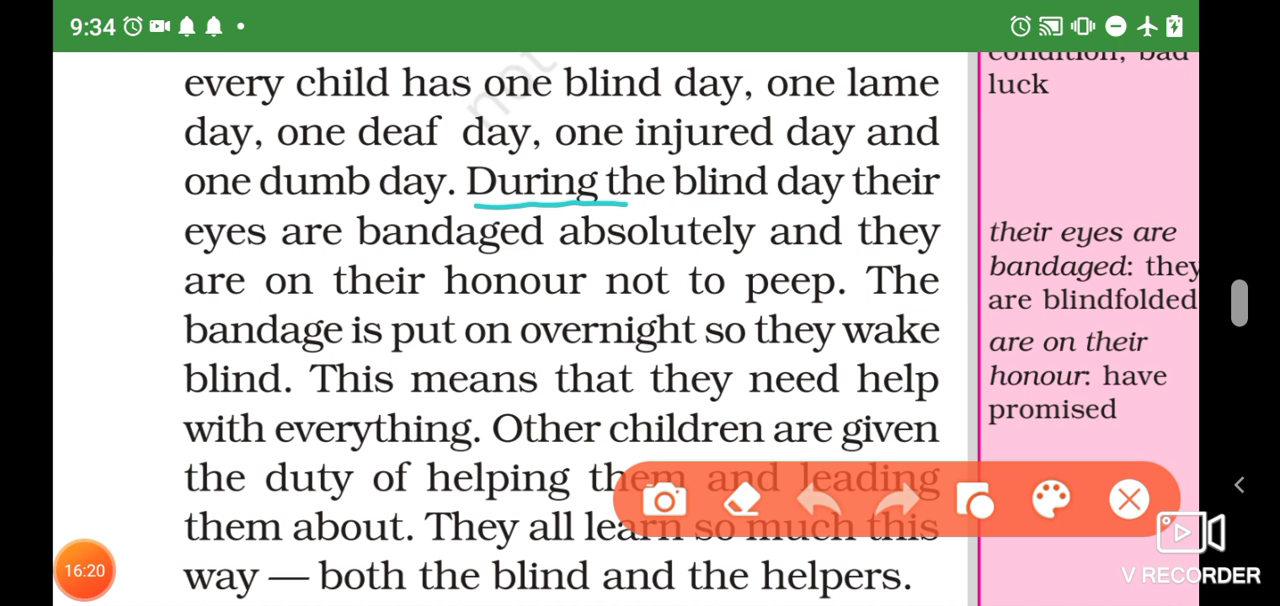 9:34
every child has one blind day, one lame
day, one deaf day, one injured day and
one dumb day. During the blind day their
eyes are bandaged absolutely and they
are on their honour not to peep. The
bandage is put on overnight so they wake
blind. This means that they need help
with everything. Other children are given
the duty of helping them and leading
them about. They all learn so much this
way — both the blind and the helpers.
not
condition, bad
luck
their eyes are
bandaged: they
are blindfolded
are on their
honour: have
promised
16:20
V RECORDER